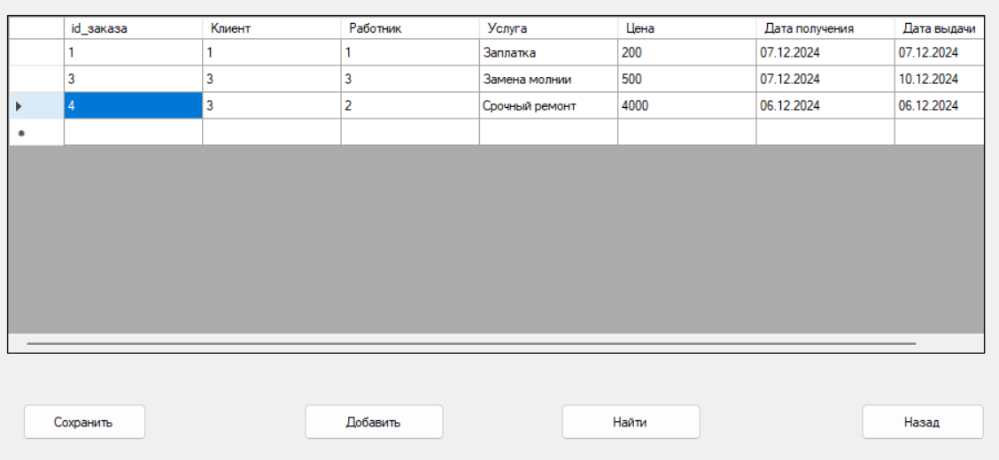 id_заказа Клиент Работник Услуга Цена Дата получения Дата выдачи
1 1 1 Заплатка 200 07.12.2024 07.12.2024
3 3 3 Замена молнии 500 07.12.2024 10.12.2024
4 3 2 Срочный ремонт 4000 06.12.2024 06.12.2024
Сохранить Добавить Найти Назад